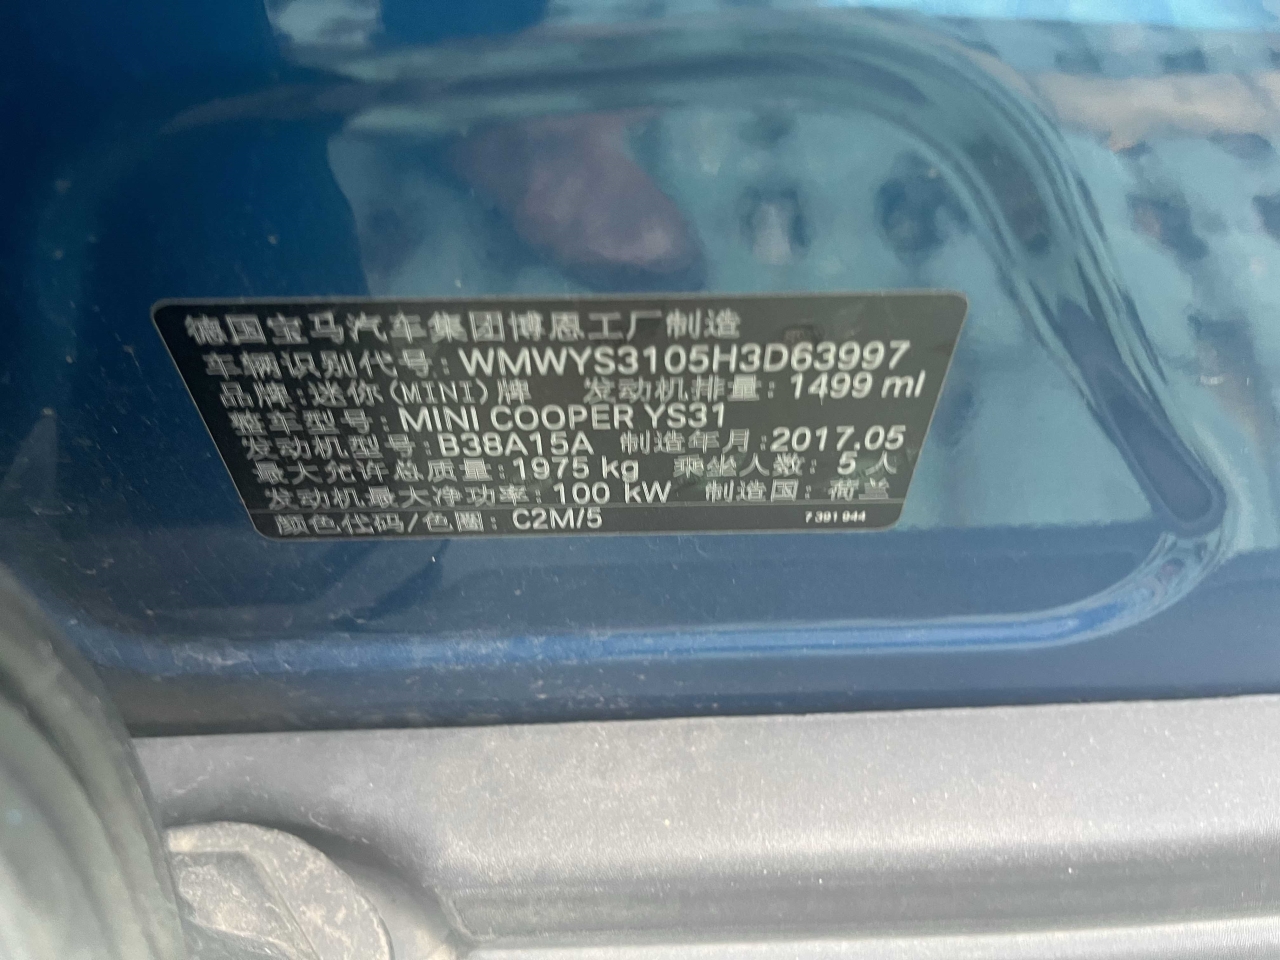 德国宝马汽车集团博恩工厂制造
车辆识别代号:WMWYS3105H3D63997
品牌:迷你(MINI)牌 发动机排量:1499 ml
整车型号:MINI COOPER YS31
发动机型号:B38A15A 制造年月:2017.05
最大允许总质量:1975 kg 乘坐人数:5人
发动机最大净功率:100 kW 制造国:荷兰
颜色代码/色圈:C2M/5 7 391 944